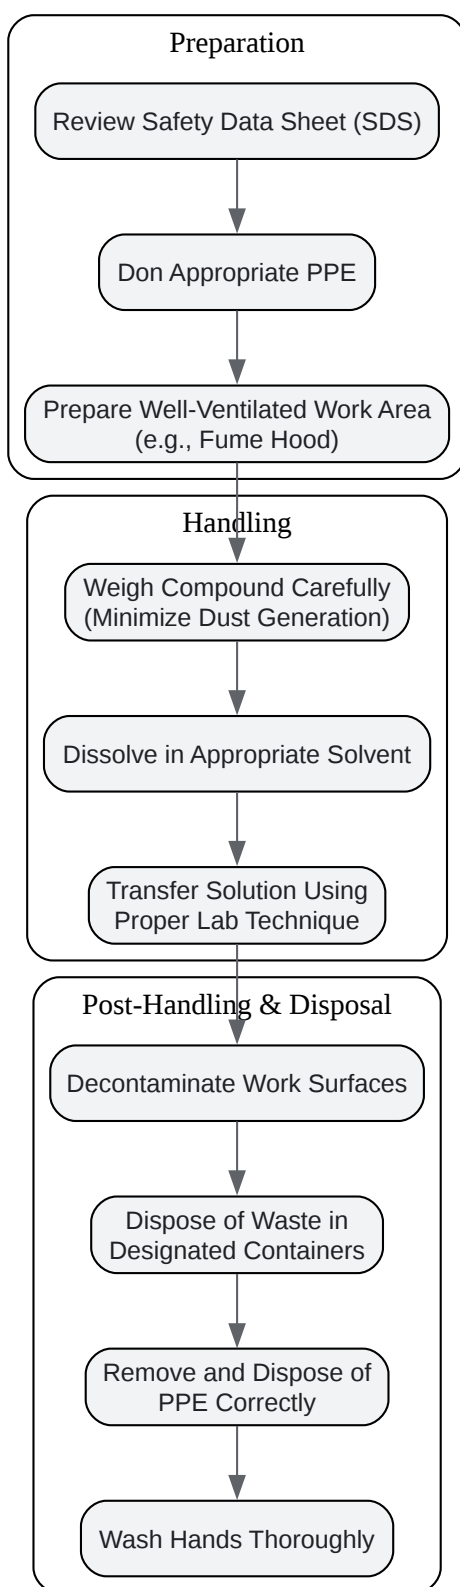 Preparation
Review Safety Data Sheet (SDS)
Don Appropriate PPE
Prepare Well-Ventilated Work Area
(e.g., Fume Hood)
Handling
Weigh Compound Carefully
(Minimize Dust Generation)
Dissolve in Appropriate Solvent
Transfer Solution Using
Proper Lab Technique
Post-Handling & Disposal
Decontaminate Work Surfaces
Dispose of Waste in
Designated Containers
Remove and Dispose of
PPE Correctly
Wash Hands Thoroughly